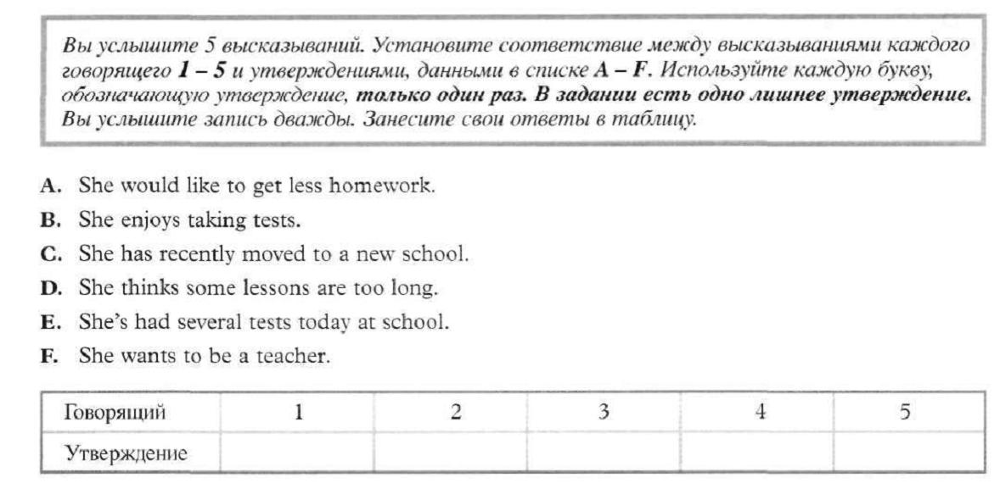 Вы услышите 5 высказываний. Установите соответствие между высказываниями каждого
говорящего 1 – 5 и утверждениями, данными в списке A – F. Используйте каждую букву,
обозначающую утверждение, только один раз. В задании есть одно лишнее утверждение.
Вы услышите запись дважды. Занесите свои ответы в таблицу.
A. She would like to get less homework.
B. She enjoys taking tests.
C. She has recently moved to a new school.
D. She thinks some lessons are too long.
E. She's had several tests today at school.
F. She wants to be a teacher.
Говорящий 1 2 3 4 5
Утверждение